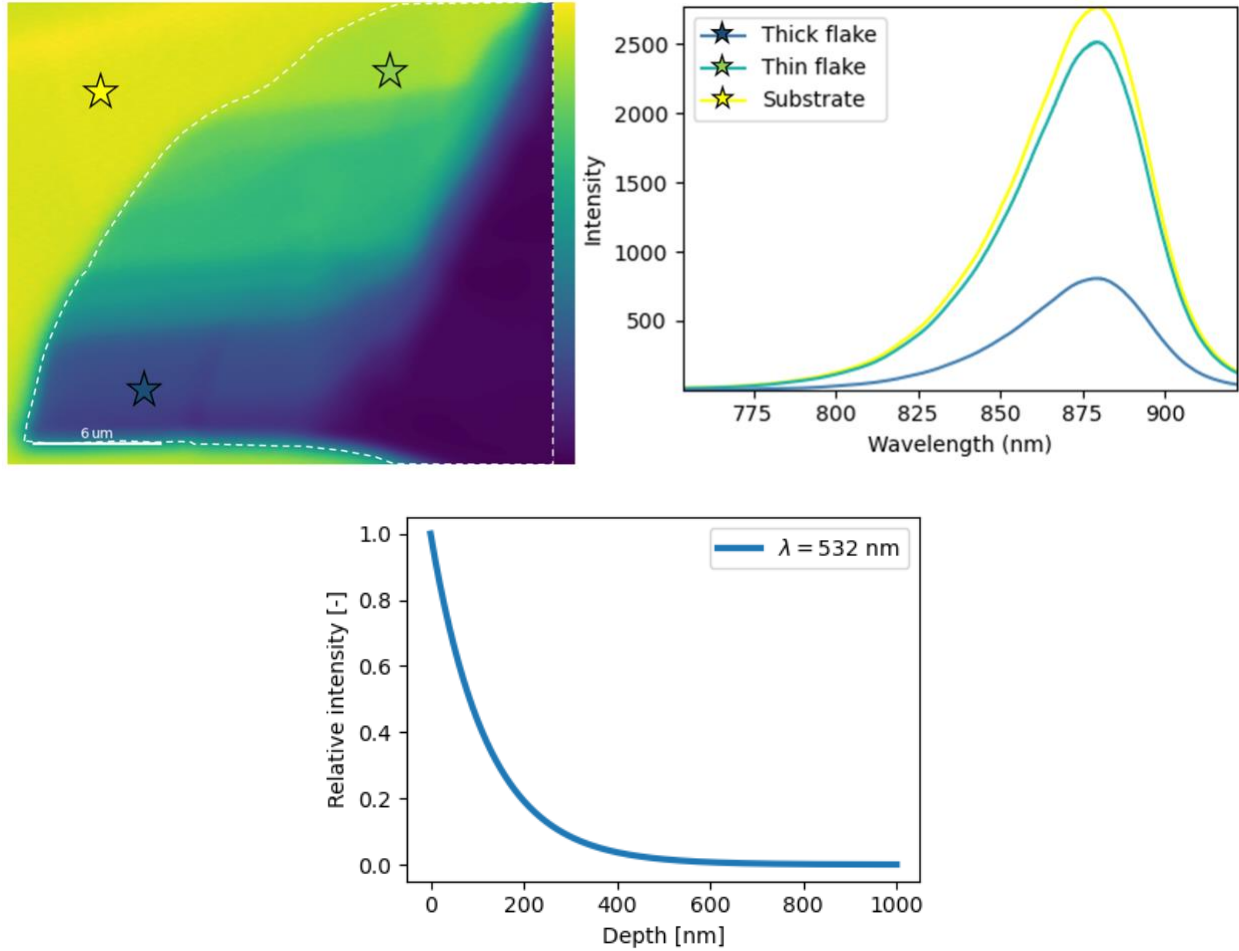 6 um
Intensity
2500
2000
1500
1000
500
Thick flake
Thin flake
Substrate
775 800 825 850 875 900
Wavelength (nm)
Relative intensity [-]
1.0
0.8
0.6
0.4
0.2
0.0
λ = 532 nm
0 200 400 600 800 1000
Depth [nm]